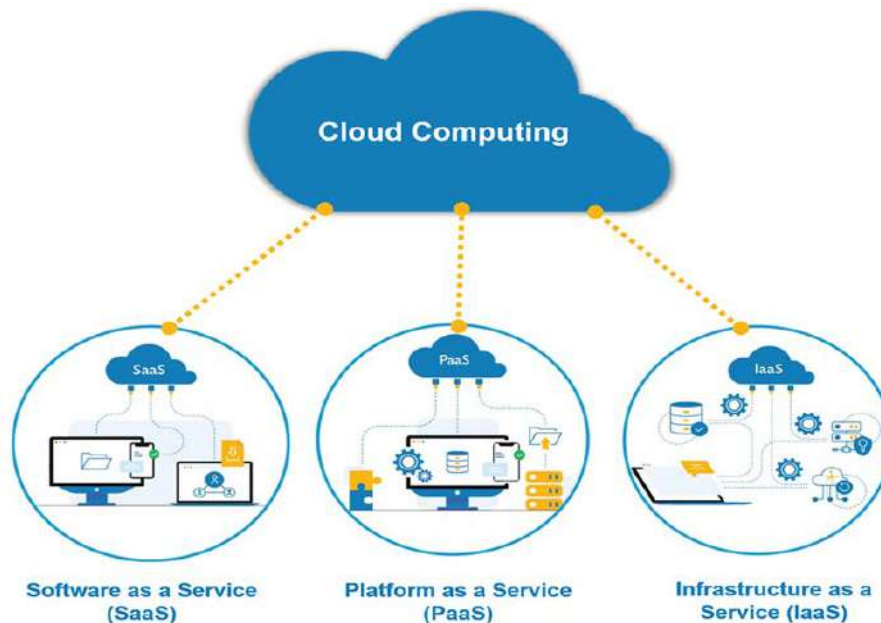 Cloud Computing
SaaS
PaaS
IaaS
Software as a Service
(SaaS)
Platform as a Service
(PaaS)
Infrastructure as a
Service (IaaS)